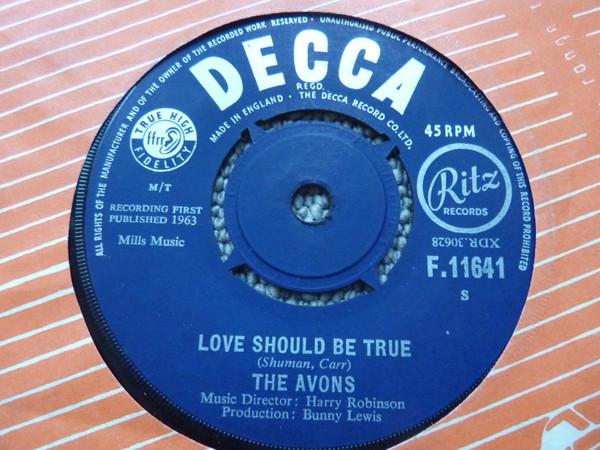 ALL RIGHTS OF THE MANUFACTURER AND OF THE OWNER OF THE RECORDED WORK RESERVED • UNAUTHORISED PUBLIC PERFORMANCE BROADCASTING AND COPYING OF THIS RECORD PROHIBITED
DECCA
REGD.
MADE IN ENGLAND • THE DECCA RECORD CO. LTD.
TRUE HIGH
ffrr
FIDELITY
45 RPM
M/T
Ritz
RECORDS
RECORDING FIRST
PUBLISHED 1963
Mills Music
XDR.30628
F.11641
S
LOVE SHOULD BE TRUE
(Shuman, Carr)
THE AVONS
Music Director: Harry Robinson
Production: Bunny Lewis